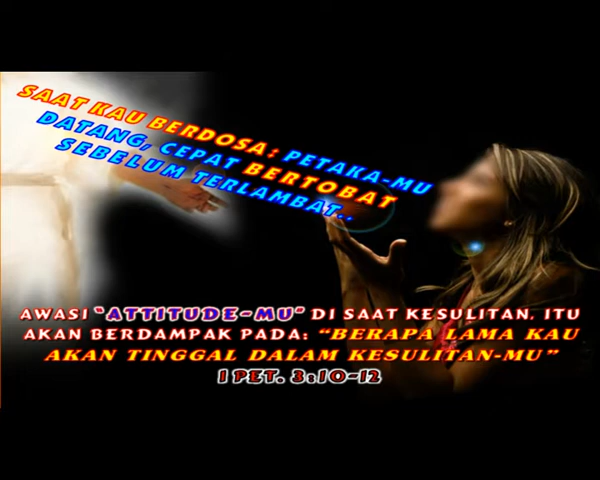 SAAT KAU BERDOSA; PETAKA-MU
DATANG, CEPAT BERTOBAT
SEBELUM TERLAMBAT..
AWASI "ATTITUDE-MU" DI SAAT KESULITAN. ITU
AKAN BERDAMPAK PADA: "BERAPA LAMA KAU
AKAN TINGGAL DALAM KESULITAN-MU"
1 PET. 3:10-12